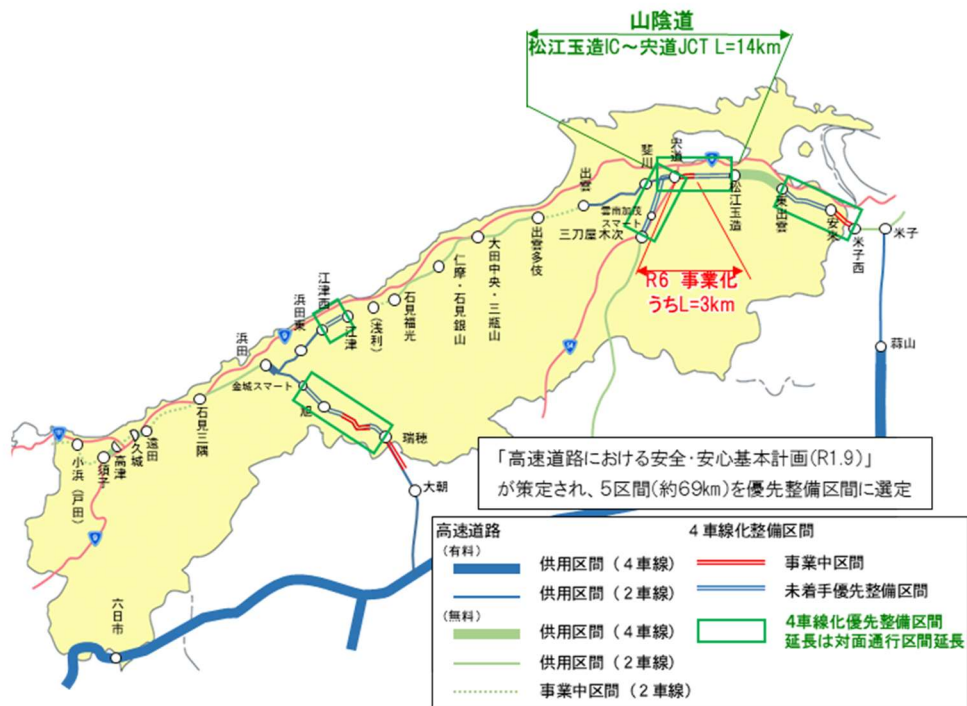 山陰道
松江玉造IC～宍道JCT L=14km
斐川
宍道
9
出雲
雲南加茂
スマート
三刀屋木次
松江玉造
東出雲
安来
米子西
米子
出雲多伎
大田中央・三瓶山
仁摩・石見銀山
石見福光
（浅利）
江津
江津西
浜田東
浜田
9
R6 事業化
うちL=3km
54
蒜山
金城スマート
旭
瑞穂
大朝
石見三隅
遠田
久城
高津
須子
小浜（戸田）
9
六日市
「高速道路における安全・安心基本計画(R1.9)」
が策定され、5区間(約69km)を優先整備区間に選定
高速道路
（有料）
供用区間（４車線）
供用区間（２車線）
（無料）
供用区間（４車線）
供用区間（２車線）
事業中区間（２車線）
４車線化整備区間
事業中区間
未着手優先整備区間
4車線化優先整備区間
延長は対面通行区間延長